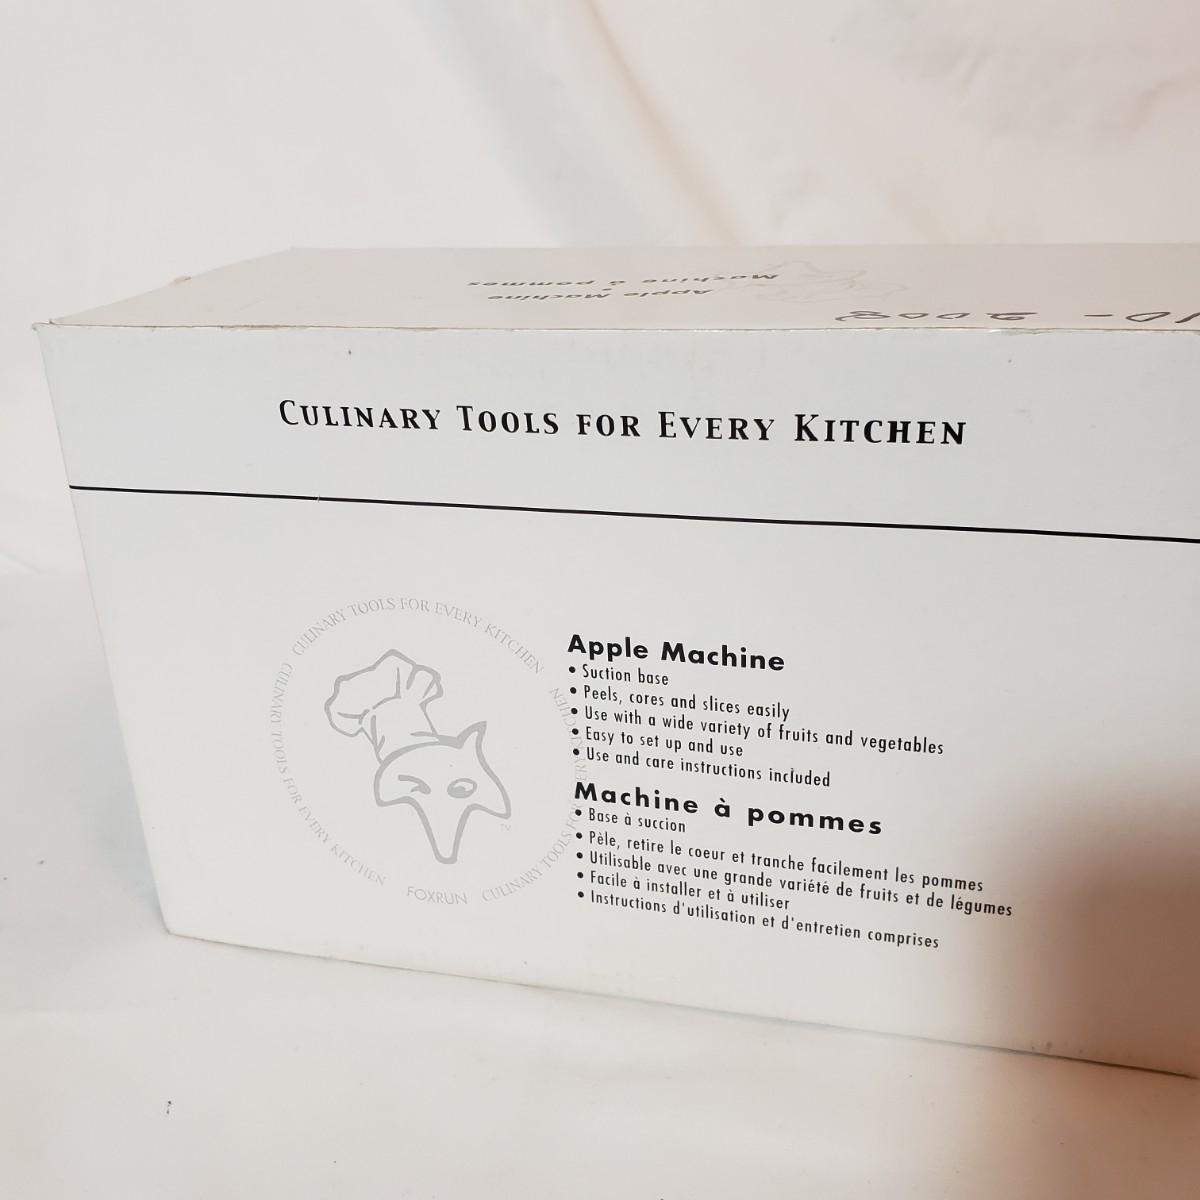 Apple Machine
Machine à pommes
10-2008
CULINARY TOOLS FOR EVERY KITCHEN
CULINARY TOOLS FOR EVERY KITCHEN
CULINARY TOOLS FOR EVERY KITCHEN
CULINARY TOOLS FOR EVERY KITCHEN
FOXRUN
TM
Apple Machine
• Suction base
• Peels, cores and slices easily
• Use with a wide variety of fruits and vegetables
• Easy to set up and use
• Use and care instructions included
Machine à pommes
• Base à succion
• Pèle, retire le coeur et tranche facilement les pommes
• Utilisable avec une grande variété de fruits et de légumes
• Facile à installer et à utiliser
• Instructions d'utilisation et d'entretien comprises